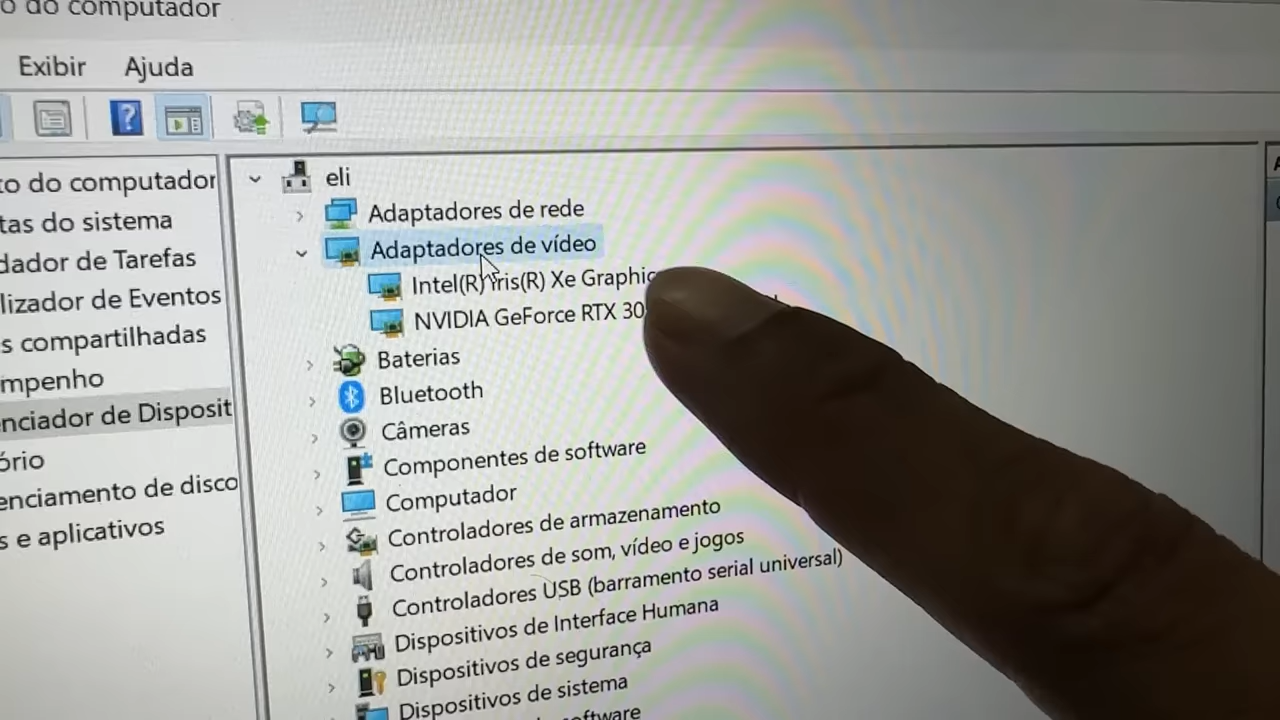 o do computador
Exibir Ajuda
to do computador
tas do sistema
dador de Tarefas
lizador de Eventos
s compartilhadas
mpenho
enciador de Disposit
ório
enciamento de disco
s e aplicativos
eli
Adaptadores de rede
Adaptadores de vídeo
Intel(R) Iris(R) Xe Graphic
NVIDIA GeForce RTX 30
Baterias
Bluetooth
Câmeras
Componentes de software
Computador
Controladores de armazenamento
Controladores de som, vídeo e jogos
Controladores USB (barramento serial universal)
Dispositivos de Interface Humana
Dispositivos de segurança
Dispositivos de sistema
software